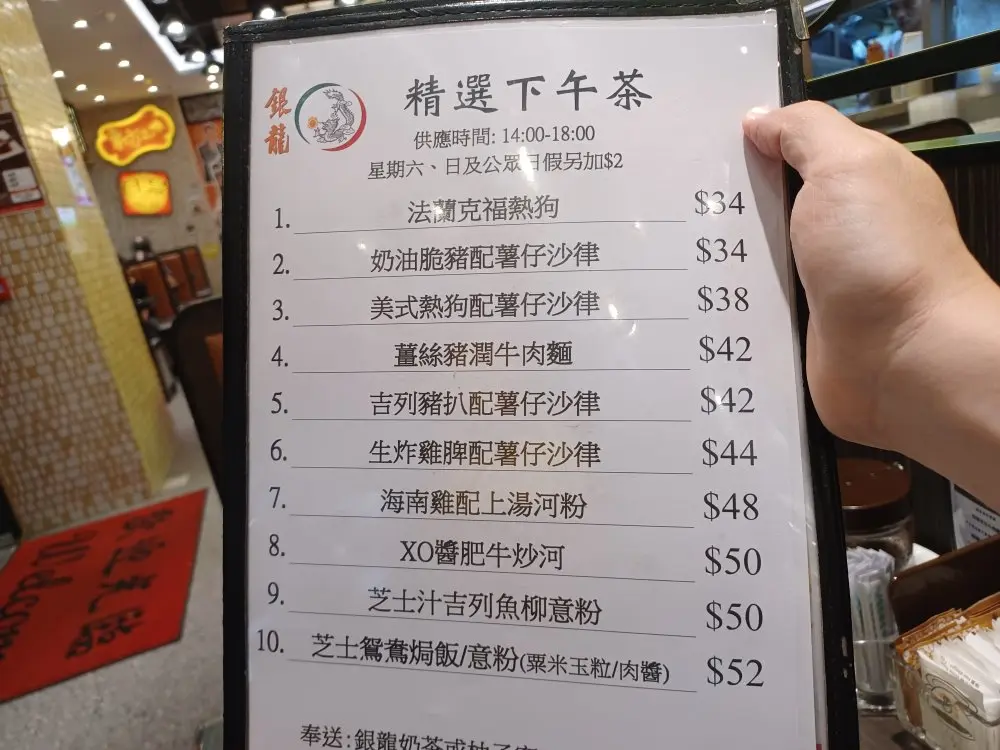 銀龍
精選下午茶
供應時間: 14:00-18:00
星期六、日及公眾日假另加$2
1. 法蘭克福熱狗 $34
2. 奶油脆豬配薯仔沙律 $34
3. 美式熱狗配薯仔沙律 $38
4. 薑絲豬潤牛肉麵 $42
5. 吉列豬扒配薯仔沙律 $42
6. 生炸雞脾配薯仔沙律 $44
7. 海南雞配上湯河粉 $48
8. XO醬肥牛炒河 $50
9. 芝士汁吉列魚柳意粉 $50
10. 芝士鴛鴦焗飯/意粉(粟米玉粒/肉醬) $52
奉送:銀龍奶茶或
Welcome